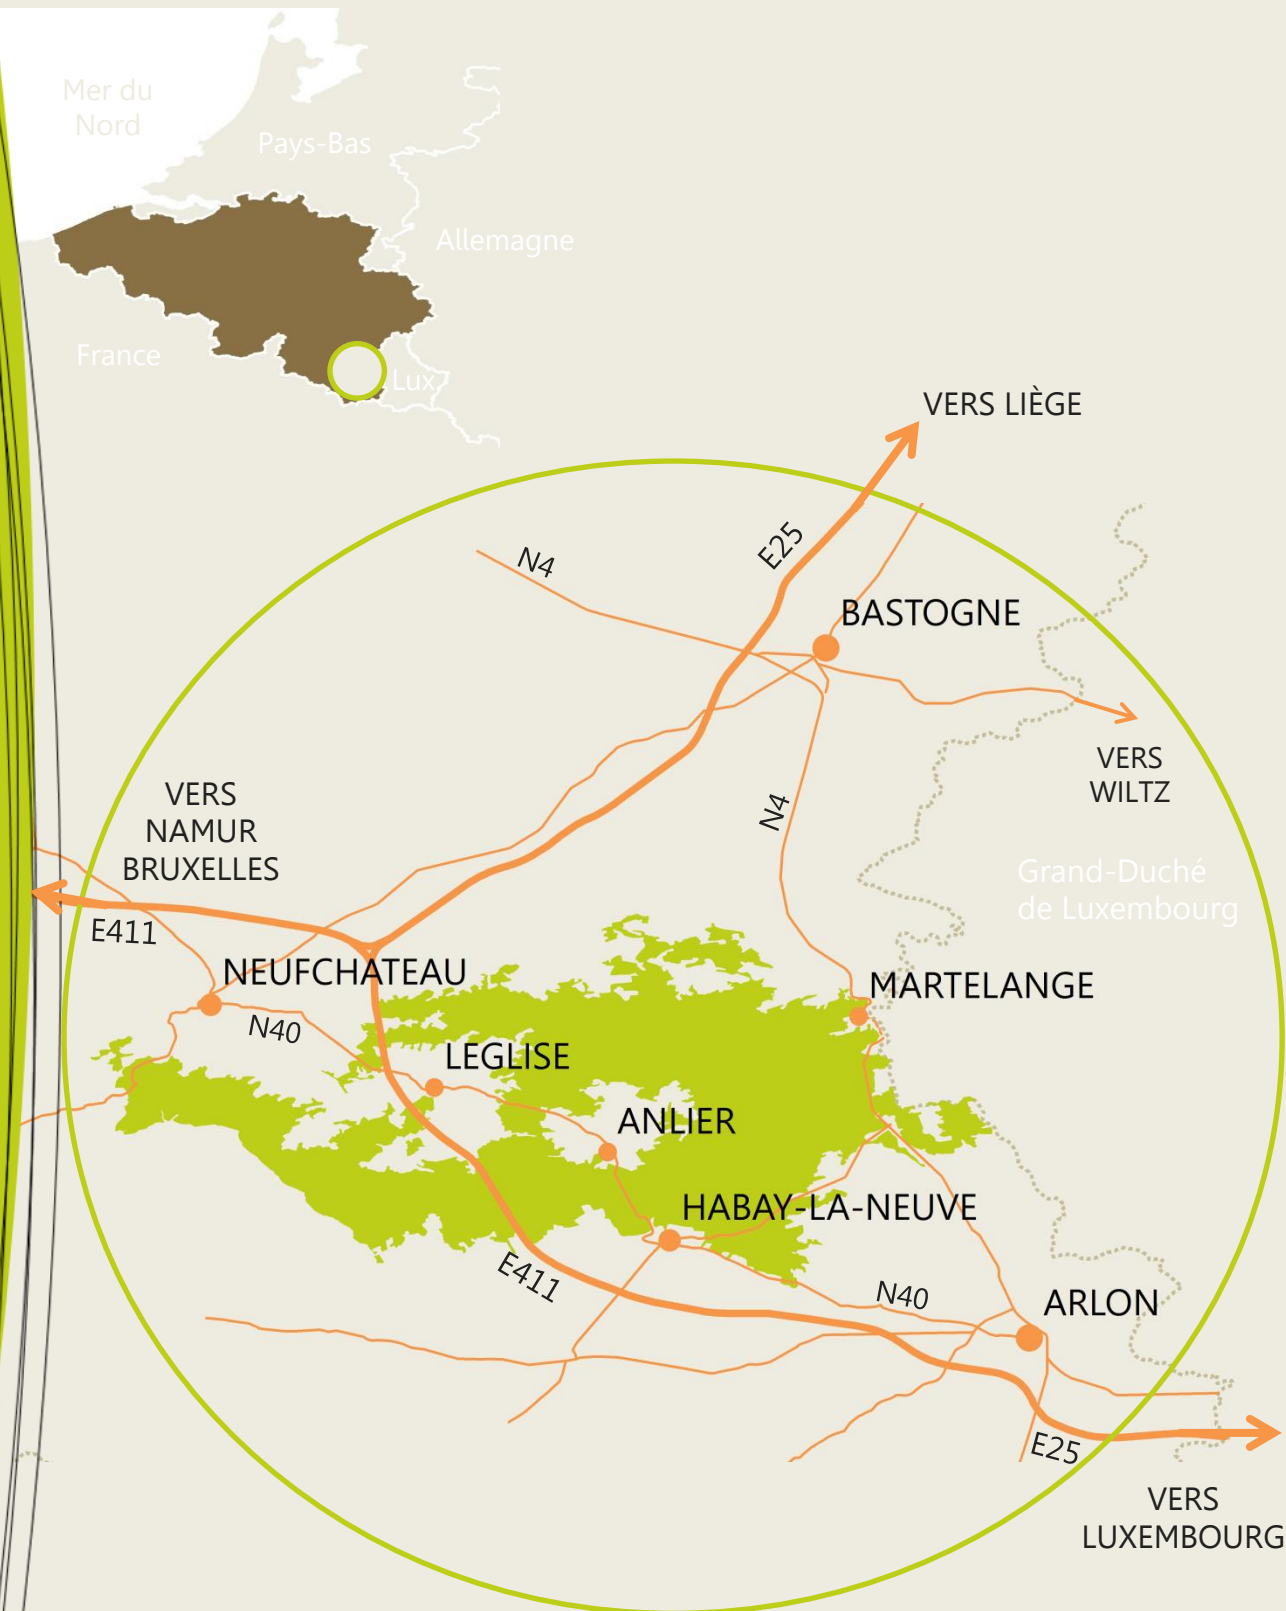 Mer du
Nord
Pays-Bas
Allemagne
France
Lux.
VERS LIÈGE
E25
N4
BASTOGNE
VERS
WILTZ
VERS
NAMUR
BRUXELLES
N4
Grand-Duché
de Luxembourg
E411
NEUFCHATEAU
MARTELANGE
N40
LEGLISE
ANLIER
HABAY-LA-NEUVE
E411
N40
ARLON
E25
VERS
LUXEMBOURG